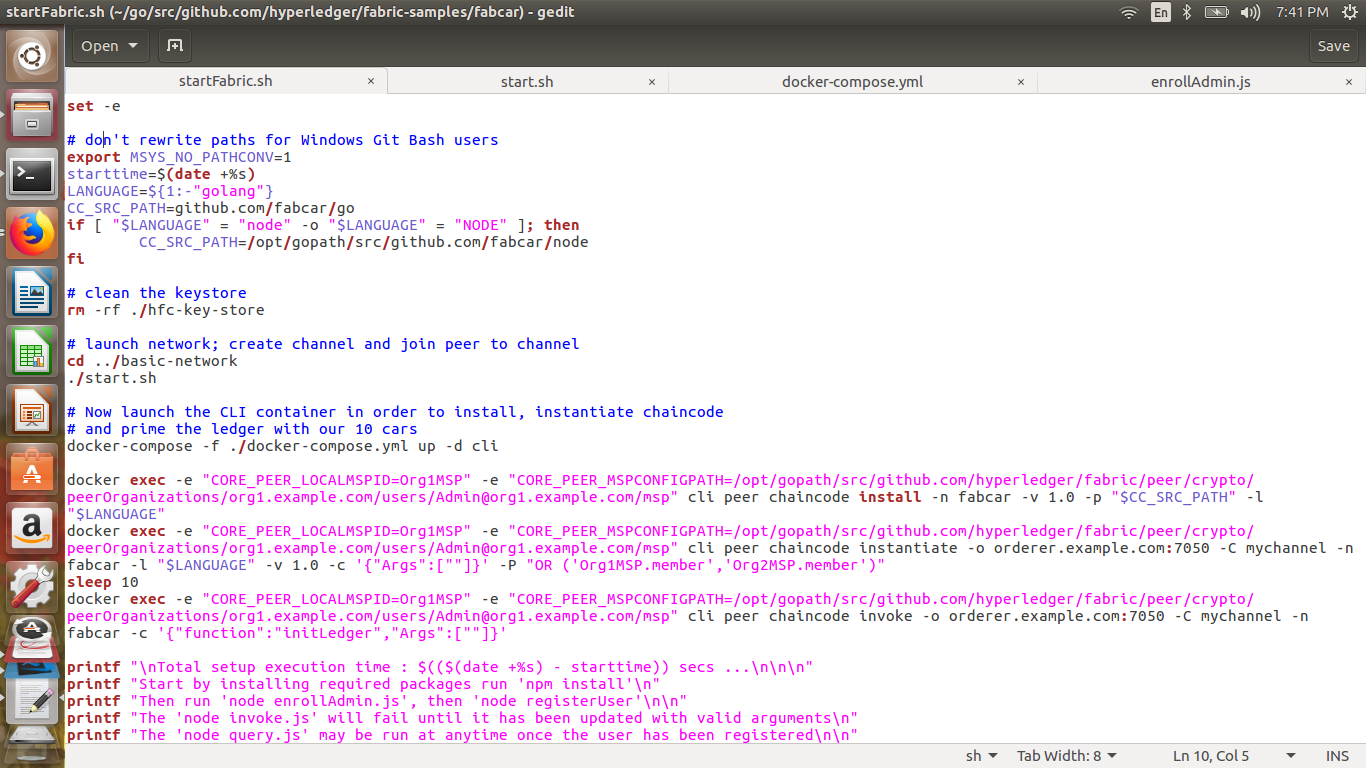 startFabric.sh (~/go/src/github.com/hyperledger/fabric-samples/fabcar) - gedit
En
7:41 PM
Open
Save
startFabric.sh ×
start.sh ×
docker-compose.yml ×
enrollAdmin.js ×
set -e
# don't rewrite paths for Windows Git Bash users
export MSYS_NO_PATHCONV=1
starttime=$(date +%s)
LANGUAGE=${1:-"golang"}
CC_SRC_PATH=github.com/fabcar/go
if [ "$LANGUAGE" = "node" -o "$LANGUAGE" = "NODE" ]; then
        CC_SRC_PATH=/opt/gopath/src/github.com/fabcar/node
fi
# clean the keystore
rm -rf ./hfc-key-store
# launch network; create channel and join peer to channel
cd ../basic-network
./start.sh
# Now launch the CLI container in order to install, instantiate chaincode
# and prime the ledger with our 10 cars
docker-compose -f ./docker-compose.yml up -d cli
docker exec -e "CORE_PEER_LOCALMSPID=Org1MSP" -e "CORE_PEER_MSPCONFIGPATH=/opt/gopath/src/github.com/hyperledger/fabric/peer/crypto/
peerOrganizations/org1.example.com/users/Admin@org1.example.com/msp" cli peer chaincode install -n fabcar -v 1.0 -p "$CC_SRC_PATH" -l
"$LANGUAGE"
docker exec -e "CORE_PEER_LOCALMSPID=Org1MSP" -e "CORE_PEER_MSPCONFIGPATH=/opt/gopath/src/github.com/hyperledger/fabric/peer/crypto/
peerOrganizations/org1.example.com/users/Admin@org1.example.com/msp" cli peer chaincode instantiate -o orderer.example.com:7050 -C mychannel -n
fabcar -l "$LANGUAGE" -v 1.0 -c '{"Args":[""]}' -P "OR ('Org1MSP.member','Org2MSP.member')"
sleep 10
docker exec -e "CORE_PEER_LOCALMSPID=Org1MSP" -e "CORE_PEER_MSPCONFIGPATH=/opt/gopath/src/github.com/hyperledger/fabric/peer/crypto/
peerOrganizations/org1.example.com/users/Admin@org1.example.com/msp" cli peer chaincode invoke -o orderer.example.com:7050 -C mychannel -n
fabcar -c '{"function":"initLedger","Args":[""]}'
printf "\nTotal setup execution time : $(($(date +%s) - starttime)) secs ...\n\n\n"
printf "Start by installing required packages run 'npm install'\n"
printf "Then run 'node enrollAdmin.js', then 'node registerUser'\n\n"
printf "The 'node invoke.js' will fail until it has been updated with valid arguments\n"
printf "The 'node query.js' may be run at anytime once the user has been registered\n\n"
sh
Tab Width: 8
Ln 10, Col 5
INS